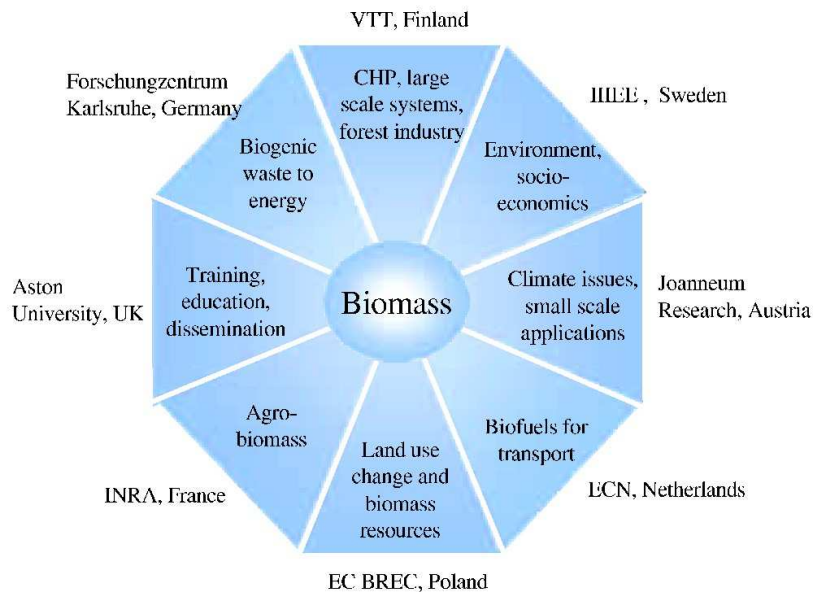 VTT, Finland
CHP, large
scale systems,
forest industry
IIIEE , Sweden
Environment,
socio-
economics
Joanneum
Research, Austria
Climate issues,
small scale
applications
ECN, Netherlands
Biofuels for
transport
EC BREC, Poland
Land use
change and
biomass
resources
INRA, France
Agro-
biomass
Aston
University, UK
Training,
education,
dissemination
Forschungzentrum
Karlsruhe, Germany
Biogenic
waste to
energy
Biomass